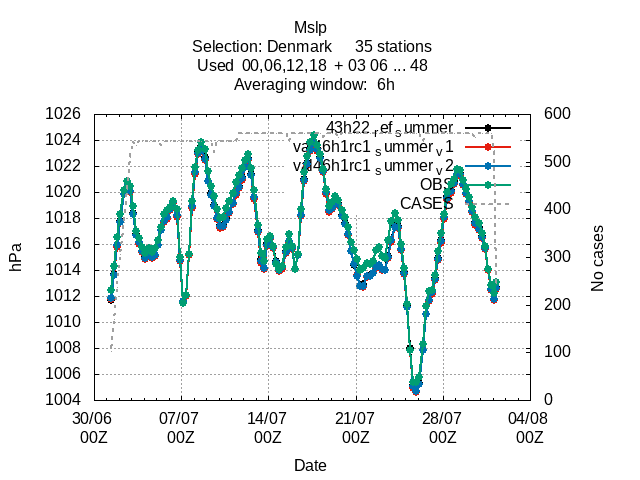 Mslp
Selection: Denmark 35 stations
Used 00,06,12,18 + 03 06 ... 48
Averaging window: 6h
1026
1024
1022
1020
1018
1016
1014
1012
1010
1008
1006
1004
hPa
600
500
400
300
200
100
0
No cases
43h22ref_summer
1rc1summerv1
1rc1summerv2
OBS
CASES
30/06 07/07 14/07 21/07 28/07 04/08
00Z 00Z 00Z 00Z 00Z 00Z
Date